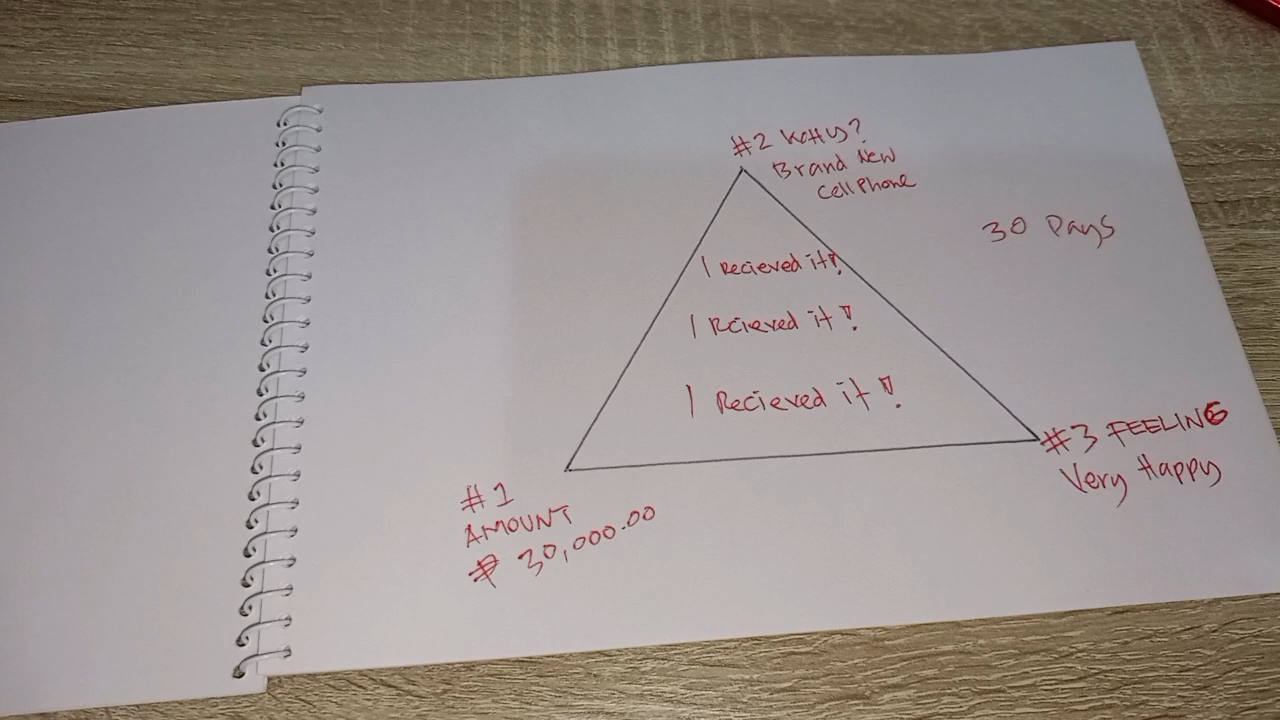 #2 WHY?
Brand New
CellPhone
30 Days
I Recieved it!
I Rcieved it!
I Recieved it!
#3 FEELING
Very Happy
#1
AMOUNT
₱ 30,000.00